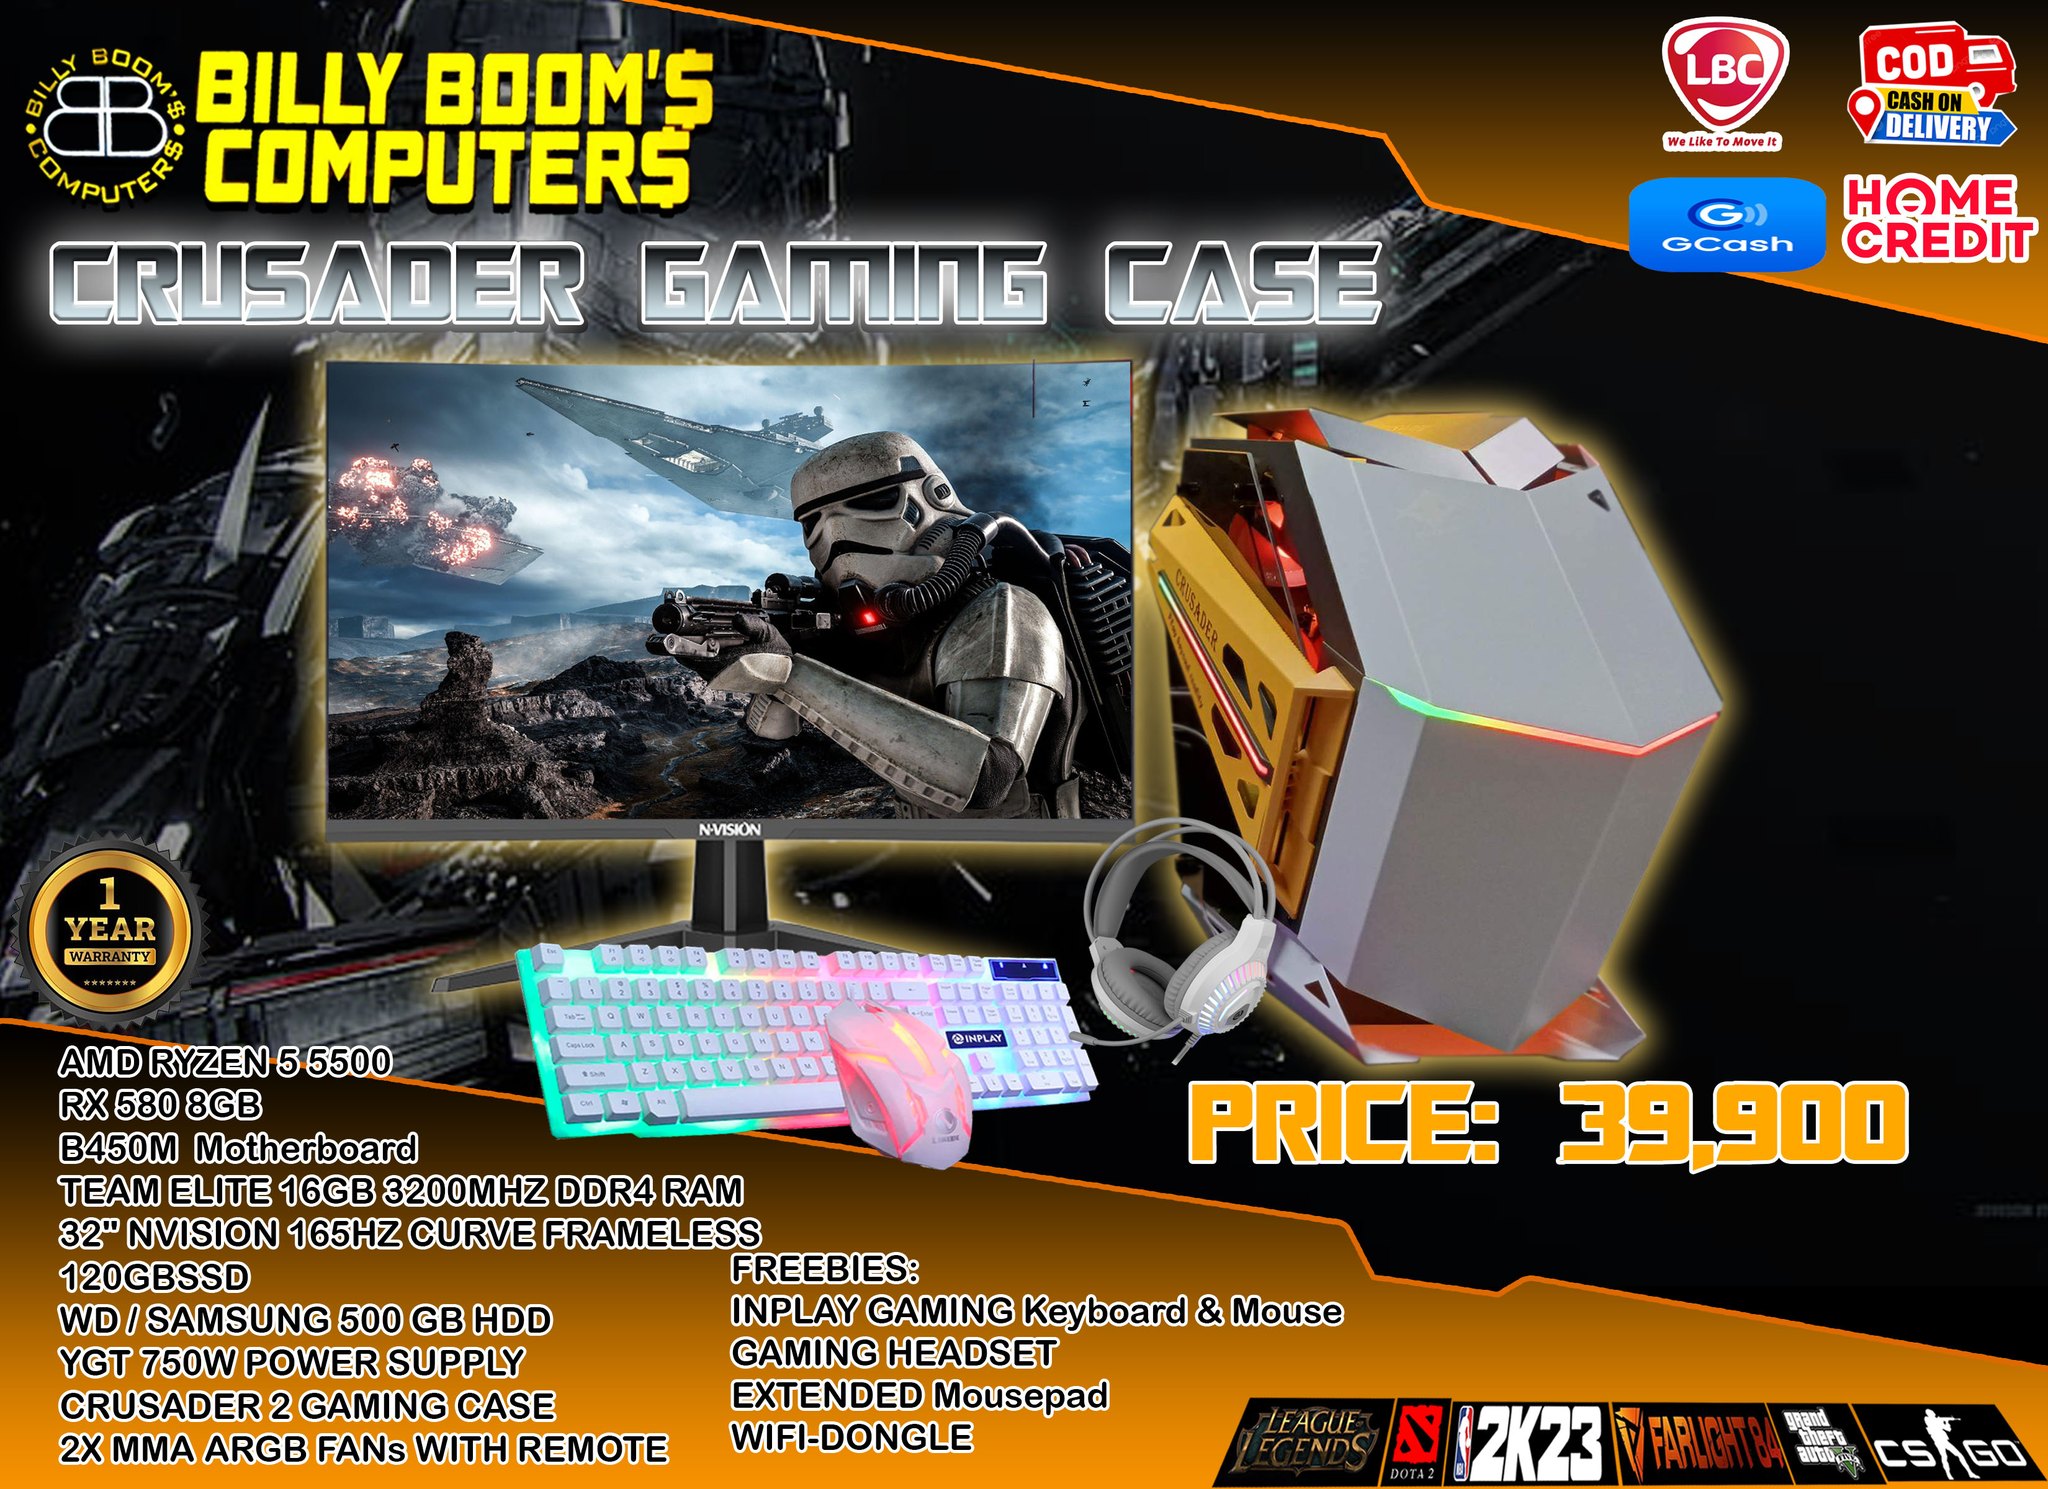 BILLY BOOM'$ COMPUTER$
BILLY BOOM'$
COMPUTER$
LBC
We Like To Move It
COD
CASH ON
DELIVERY
GCash
HOME
CREDIT
CRUSADER GAMING CASE
CRUSADER
N-VISION
1
YEAR
WARRANTY
INPLAY
AMD RYZEN 5 5500
RX 580 8GB
B450M Motherboard
TEAM ELITE 16GB 3200MHZ DDR4 RAM
32" NVISION 165HZ CURVE FRAMELESS
120GBSSD
WD / SAMSUNG 500 GB HDD
YGT 750W POWER SUPPLY
CRUSADER 2 GAMING CASE
2X MMA ARGB FANs WITH REMOTE
PRICE: 39,900
FREEBIES:
INPLAY GAMING Keyboard & Mouse
GAMING HEADSET
EXTENDED Mousepad
WIFI-DONGLE
LEAGUE OF LEGENDS
DOTA 2
NBA 2K23
FARLIGHT 84
grand
theft
auto V
CS GO